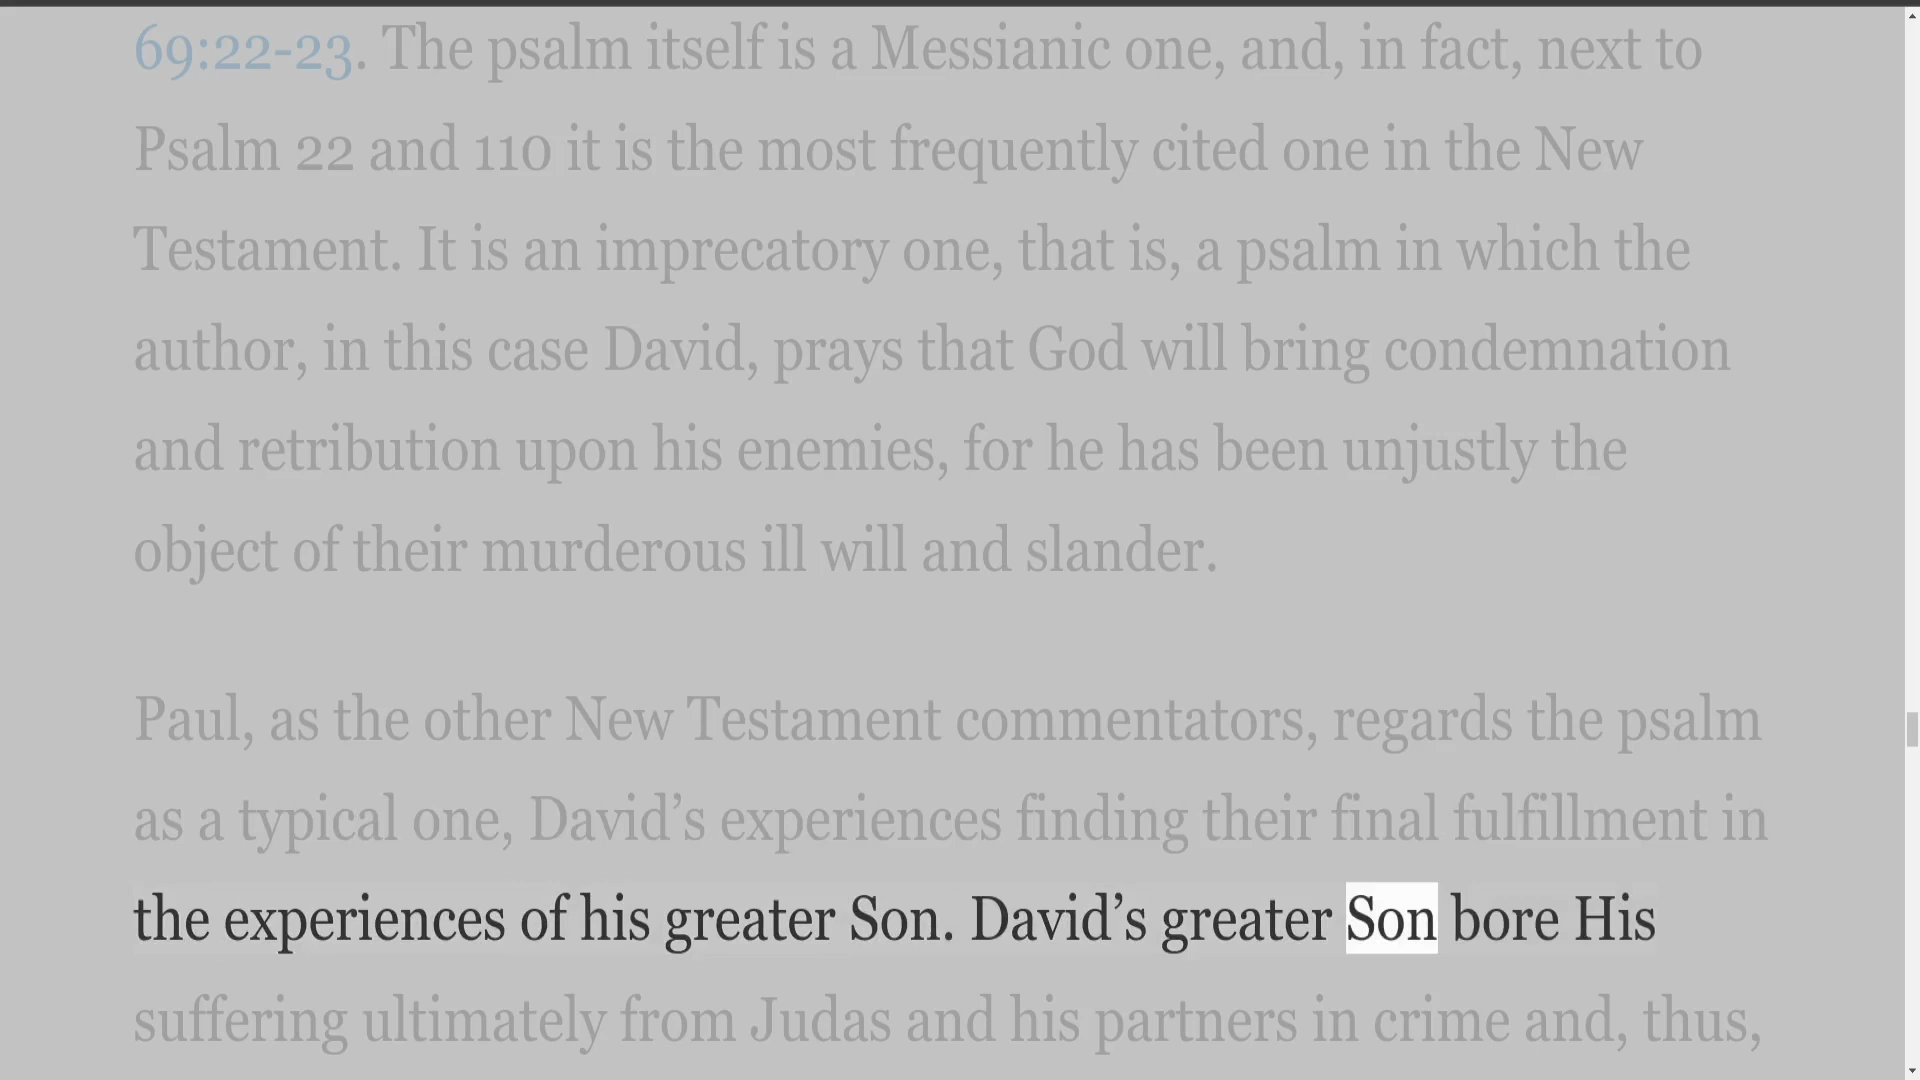 69:22-23. The psalm itself is a Messianic one, and, in fact, next to
Psalm 22 and 110 it is the most frequently cited one in the New
Testament. It is an imprecatory one, that is, a psalm in which the
author, in this case David, prays that God will bring condemnation
and retribution upon his enemies, for he has been unjustly the
object of their murderous ill will and slander.
Paul, as the other New Testament commentators, regards the psalm
as a typical one, David’s experiences finding their final fulfillment in
the experiences of his greater Son. David’s greater Son bore His
suffering ultimately from Judas and his partners in crime and, thus,